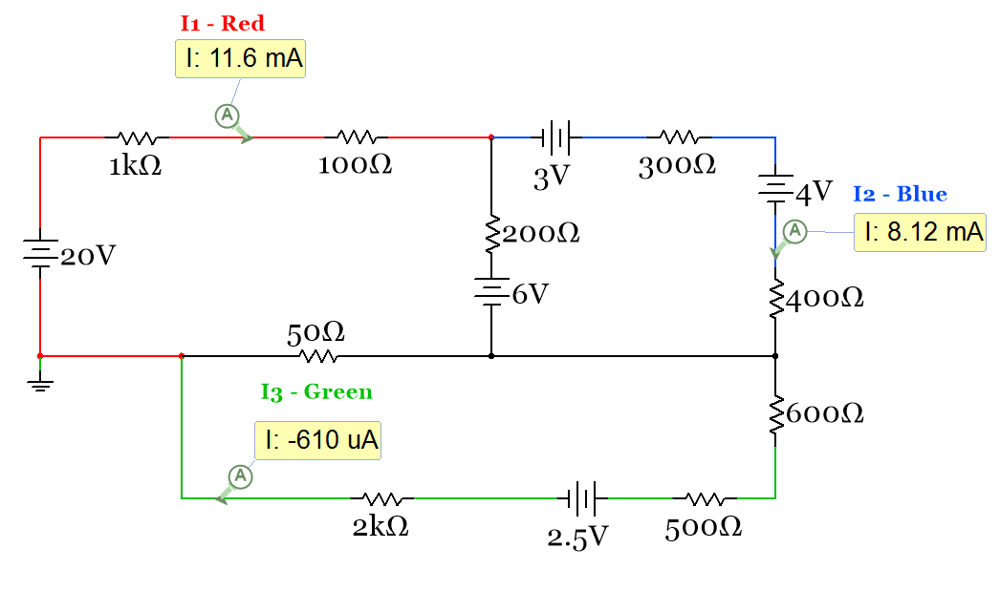 I1 - Red
I: 11.6 mA
A
1kΩ
100Ω
3V
300Ω
4V
I2 - Blue
A
I: 8.12 mA
200Ω
20V
6V
400Ω
50Ω
I3 - Green
600Ω
I: -610 uA
A
2kΩ
2.5V
500Ω